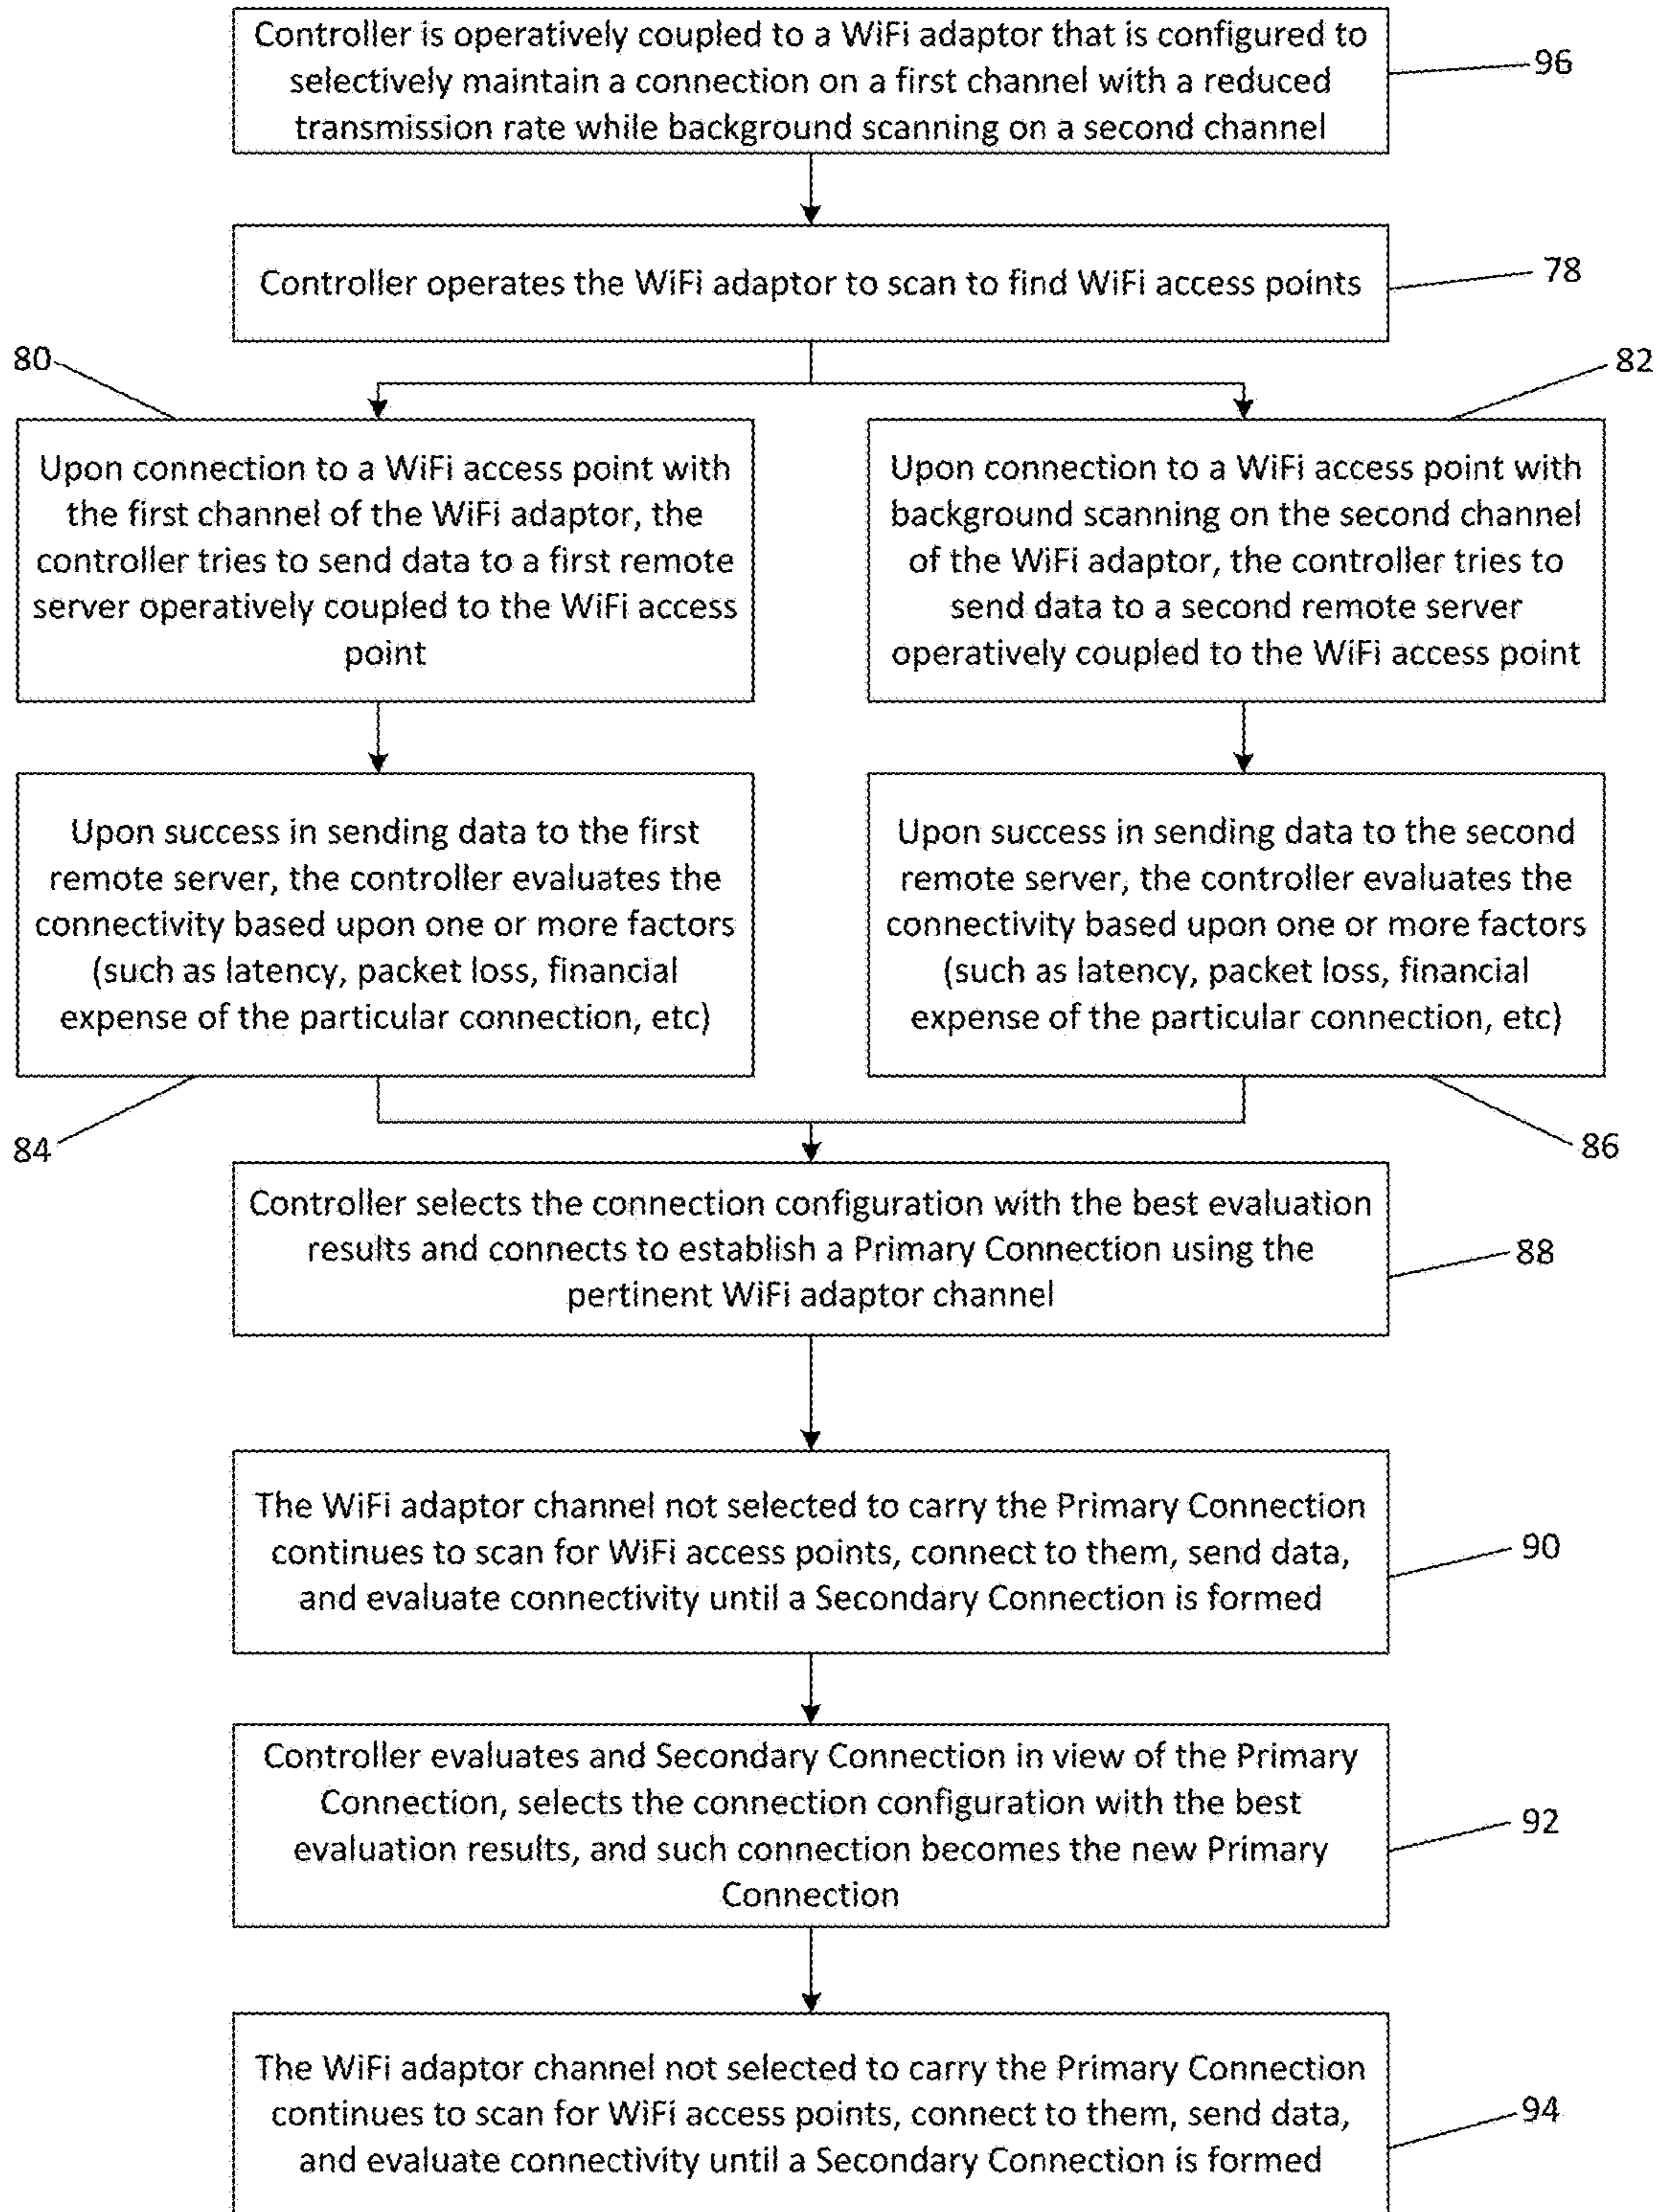 Controller is operatively coupled to a WiFi adaptor that is configured to
selectively maintain a connection on a first channel with a reduced
transmission rate while background scanning on a second channel
96
Controller operates the WiFi adaptor to scan to find WiFi access points
78
80
82
Upon connection to a WiFi access point with
the first channel of the WiFi adaptor, the
controller tries to send data to a first remote
server operatively coupled to the WiFi access
point
Upon connection to a WiFi access point with
background scanning on the second channel
of the WiFi adaptor, the controller tries to
send data to a second remote server
operatively coupled to the WiFi access point
Upon success in sending data to the first
remote server, the controller evaluates the
connectivity based upon one or more factors
(such as latency, packet loss, financial
expense of the particular connection, etc)
Upon success in sending data to the second
remote server, the controller evaluates the
connectivity based upon one or more factors
(such as latency, packet loss, financial
expense of the particular connection, etc)
84
86
Controller selects the connection configuration with the best evaluation
results and connects to establish a Primary Connection using the
pertinent WiFi adaptor channel
88
The WiFi adaptor channel not selected to carry the Primary Connection
continues to scan for WiFi access points, connect to them, send data,
and evaluate connectivity until a Secondary Connection is formed
90
Controller evaluates and Secondary Connection in view of the Primary
Connection, selects the connection configuration with the best
evaluation results, and such connection becomes the new Primary
Connection
92
The WiFi adaptor channel not selected to carry the Primary Connection
continues to scan for WiFi access points, connect to them, send data,
and evaluate connectivity until a Secondary Connection is formed
94